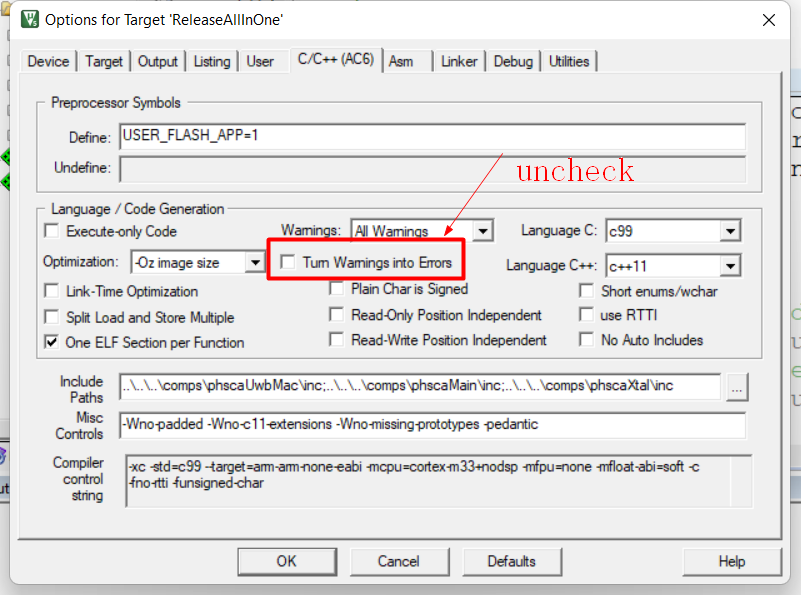 Options for Target 'ReleaseAllInOne'
Device Target Output Listing User C/C++ (AC6) Asm Linker Debug Utilities
Preprocessor Symbols
Define: USER_FLASH_APP=1
Undefine:
uncheck
Language / Code Generation
Execute-only Code
Warnings: All Warnings
Language C: c99
Optimization: -Oz image size
Turn Warnings into Errors
Language C++: c++11
Link-Time Optimization
Plain Char is Signed
Short enums/wchar
Split Load and Store Multiple
Read-Only Position Independent
use RTTI
One ELF Section per Function
Read-Write Position Independent
No Auto Includes
Include
Paths
..\..\..\comps\phscaUwbMac\inc;..\..\..\comps\phscaMain\inc;..\..\..\comps\phscaXtal\inc
...
Misc
Controls
-Wno-padded -Wno-c11-extensions -Wno-missing-prototypes -pedantic
Compiler
control
string
-xc -std=c99 --target=arm-arm-none-eabi -mcpu=cortex-m33+nodsp -mfpu=none -mfloat-abi=soft -c
-fno-rtti -funsigned-char
OK Cancel Defaults Help